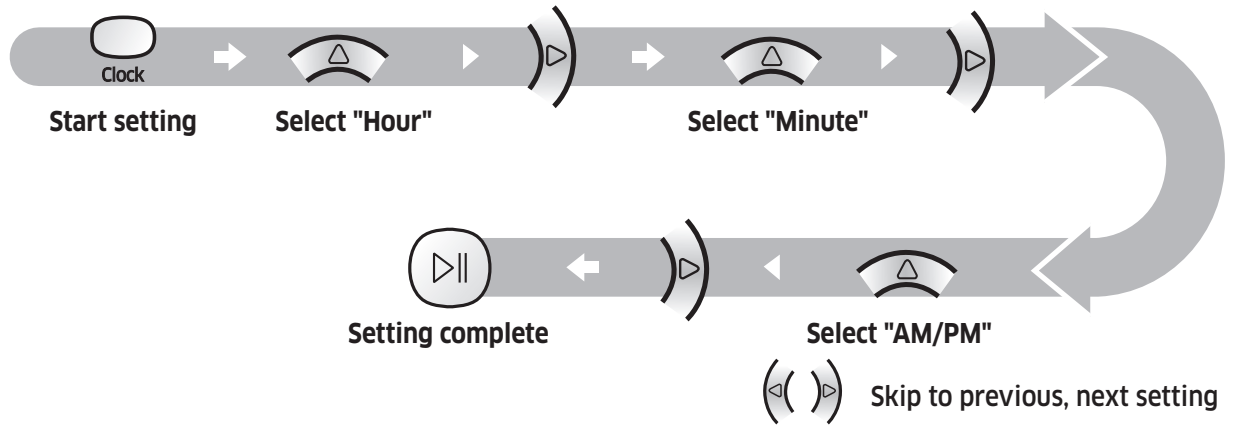 Clock
Start setting
Select "Hour"
Select "Minute"
Setting complete
Select "AM/PM"
Skip to previous, next setting